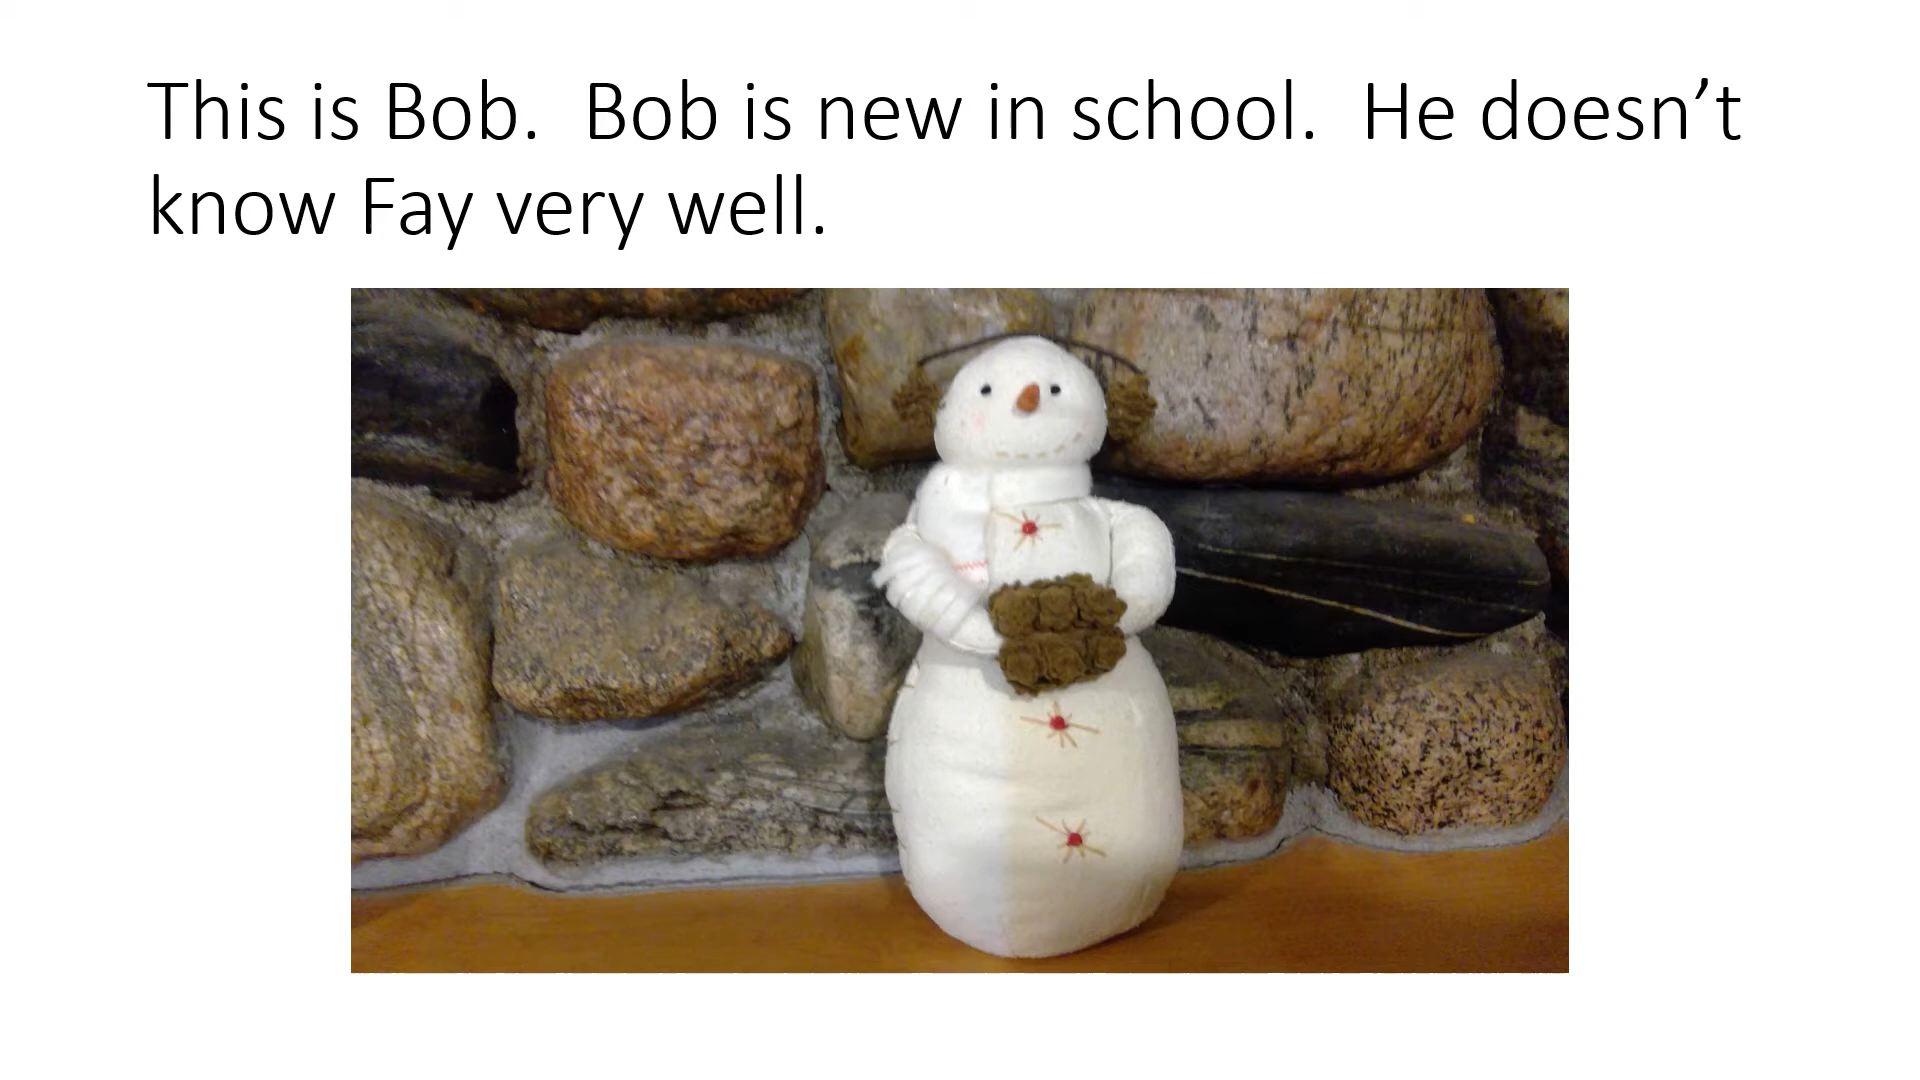 This is Bob.  Bob is new in school.  He doesn’t
know Fay very well.